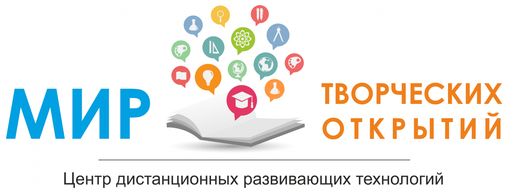 МИР
ТВОРЧЕСКИХ
ОТКРЫТИЙ
Центр дистанционных развивающих технологий